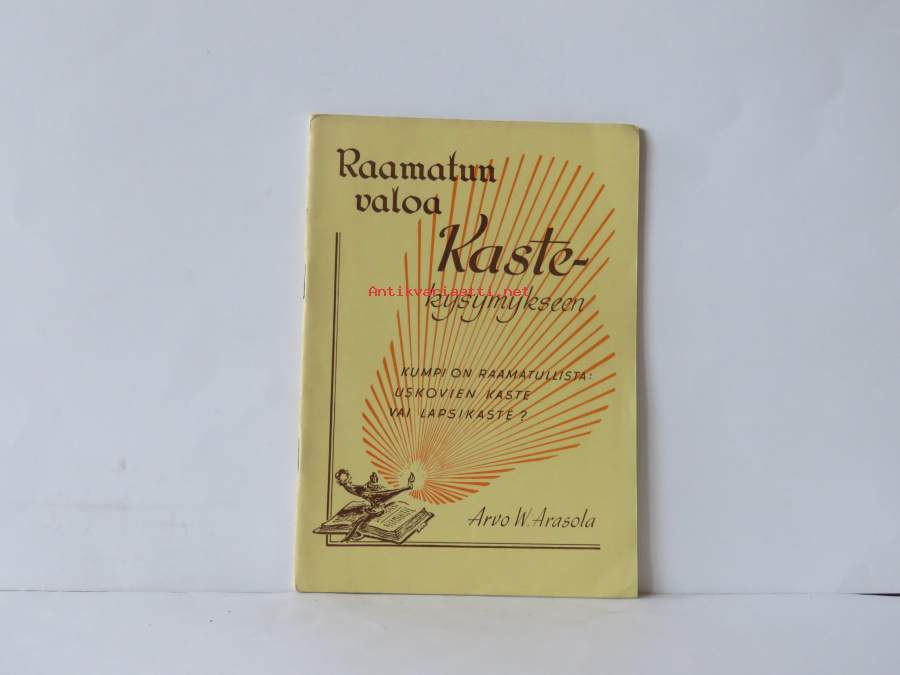 Raamatun
valoa
Kaste-
Antikvariaatti.net
kysymykseen
KUMPI ON RAAMATULLISTA:
USKOVIEN KASTE
VAI LAPSIKASTE?
Arvo W. Arasola